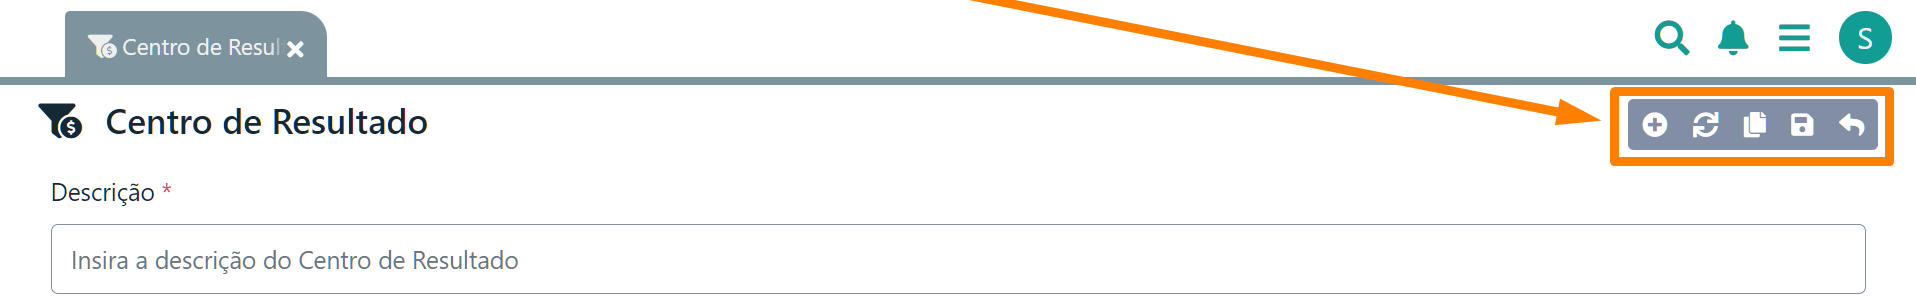 Centro de Resul
S
Centro de Resultado
Descrição *
Insira a descrição do Centro de Resultado